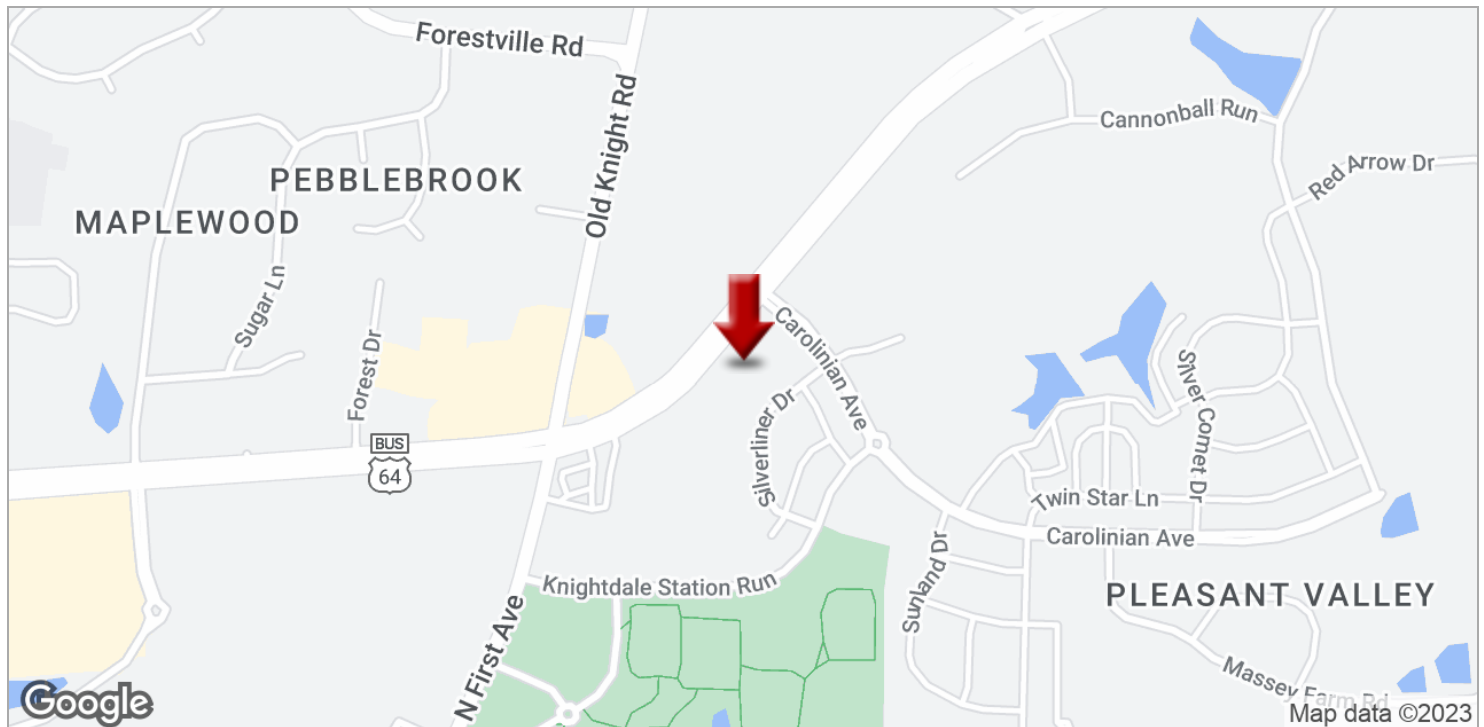 Forestville Rd
Old Knight Rd
Cannonball Run
Red Arrow Dr
PEBBLEBROOK
MAPLEWOOD
Sugar Ln
Forest Dr
Carolinian Ave
Silver Comet Dr
Silverliner Dr
BUS
64
Twin Star Ln
Carolinian Ave
Sunland Dr
Knightdale Station Run
PLEASANT VALLEY
N First Ave
Massey Farm Rd
Google
Map data ©2023